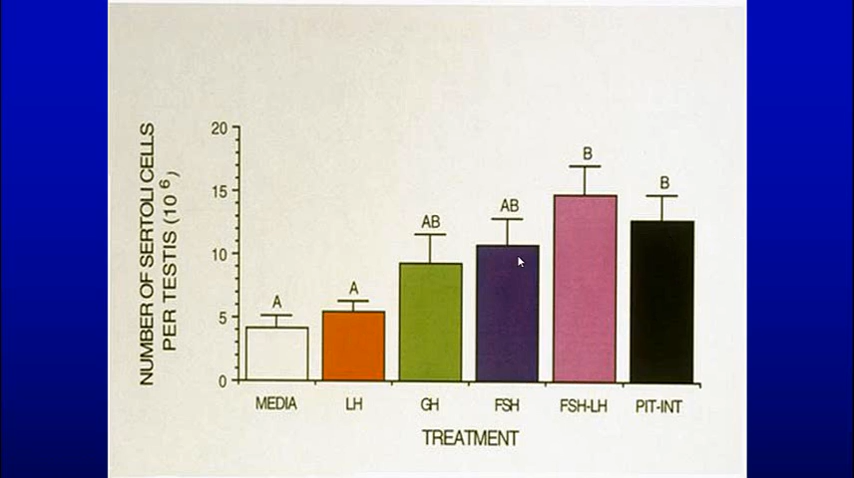 NUMBER OF SERTOLI CELLS
PER TESTIS (10 6)
20
15
10
5
0
A
A
AB
AB
B
B
MEDIA
LH
GH
FSH
FSH-LH
PIT-INT
TREATMENT